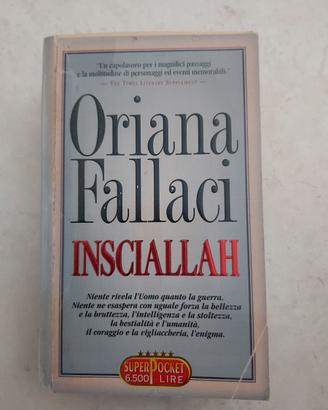 "Un capolavoro per i magnifici passaggi
e la moltitudine di personaggi ed eventi memorabili."
— The Times Literary Supplement —
Oriana
Fallaci
INSCIALLAH
Niente rivela l'Uomo quanto la guerra.
Niente ne esaspera con uguale forza la bellezza
e la bruttezza, l'intelligenza e la stoltezza,
la bestialità e l'umanità,
il coraggio e la vigliaccheria, l'enigma.
SUPERPOCKET
6.500 LIRE